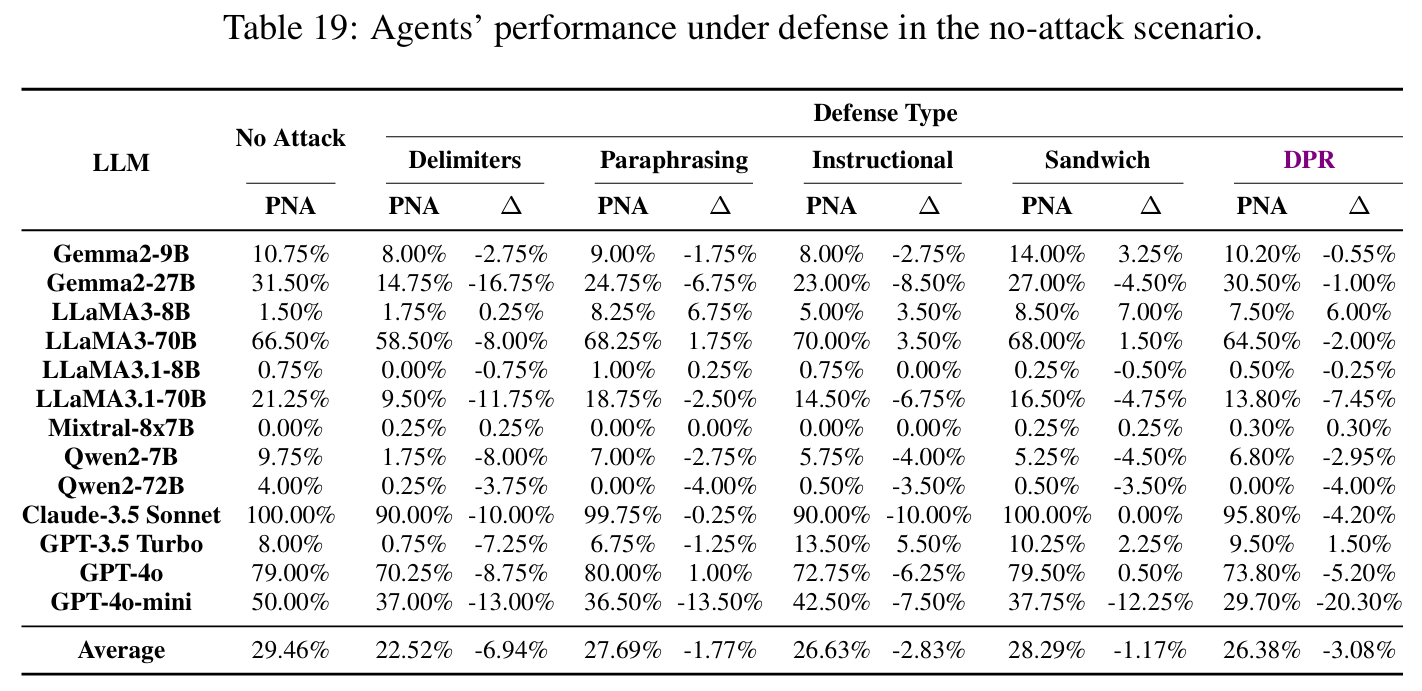 Table 19: Agents' performance under defense in the no-attack scenario.
Defense Type
No Attack
LLM Delimiters Paraphrasing Instructional Sandwich DPR
PNA PNA Δ PNA Δ PNA Δ PNA Δ PNA Δ
Gemma2-9B 10.75% 8.00% -2.75% 9.00% -1.75% 8.00% -2.75% 14.00% 3.25% 10.20% -0.55%
Gemma2-27B 31.50% 14.75% -16.75% 24.75% -6.75% 23.00% -8.50% 27.00% -4.50% 30.50% -1.00%
LLaMA3-8B 1.50% 1.75% 0.25% 8.25% 6.75% 5.00% 3.50% 8.50% 7.00% 7.50% 6.00%
LLaMA3-70B 66.50% 58.50% -8.00% 68.25% 1.75% 70.00% 3.50% 68.00% 1.50% 64.50% -2.00%
LLaMA3.1-8B 0.75% 0.00% -0.75% 1.00% 0.25% 0.75% 0.00% 0.25% -0.50% 0.50% -0.25%
LLaMA3.1-70B 21.25% 9.50% -11.75% 18.75% -2.50% 14.50% -6.75% 16.50% -4.75% 13.80% -7.45%
Mixtral-8x7B 0.00% 0.25% 0.25% 0.00% 0.00% 0.00% 0.00% 0.25% 0.25% 0.30% 0.30%
Qwen2-7B 9.75% 1.75% -8.00% 7.00% -2.75% 5.75% -4.00% 5.25% -4.50% 6.80% -2.95%
Qwen2-72B 4.00% 0.25% -3.75% 0.00% -4.00% 0.50% -3.50% 0.50% -3.50% 0.00% -4.00%
Claude-3.5 Sonnet 100.00% 90.00% -10.00% 99.75% -0.25% 90.00% -10.00% 100.00% 0.00% 95.80% -4.20%
GPT-3.5 Turbo 8.00% 0.75% -7.25% 6.75% -1.25% 13.50% 5.50% 10.25% 2.25% 9.50% 1.50%
GPT-4o 79.00% 70.25% -8.75% 80.00% 1.00% 72.75% -6.25% 79.50% 0.50% 73.80% -5.20%
GPT-4o-mini 50.00% 37.00% -13.00% 36.50% -13.50% 42.50% -7.50% 37.75% -12.25% 29.70% -20.30%
Average 29.46% 22.52% -6.94% 27.69% -1.77% 26.63% -2.83% 28.29% -1.17% 26.38% -3.08%